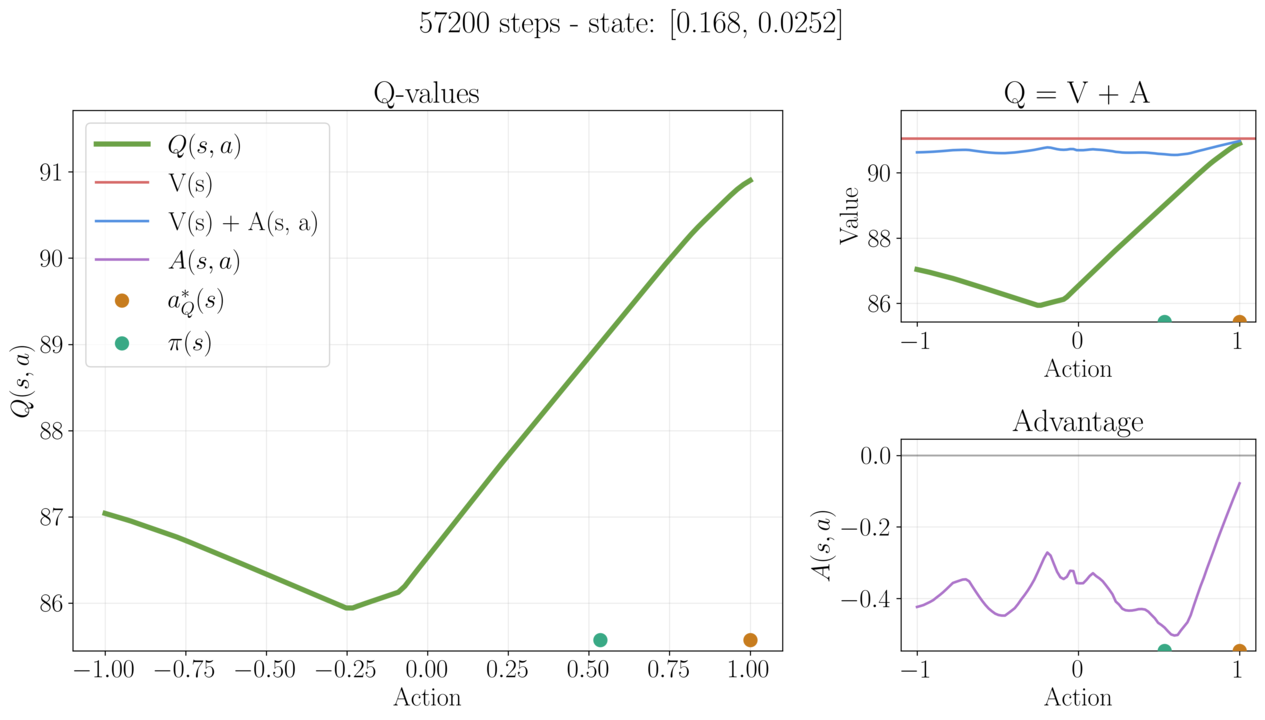 57200 steps - state: [0.168, 0.0252]
Q-values
Q(s, a)
V(s)
V(s) + A(s, a)
A(s, a)
a*_Q(s)
π(s)
Q(s, a)
91
90
89
88
87
86
−1.00 −0.75 −0.50 −0.25 0.00 0.25 0.50 0.75 1.00
Action
Q = V + A
Value
90
88
86
−1 0 1
Action
Advantage
A(s, a)
0.0
−0.2
−0.4
−1 0 1
Action